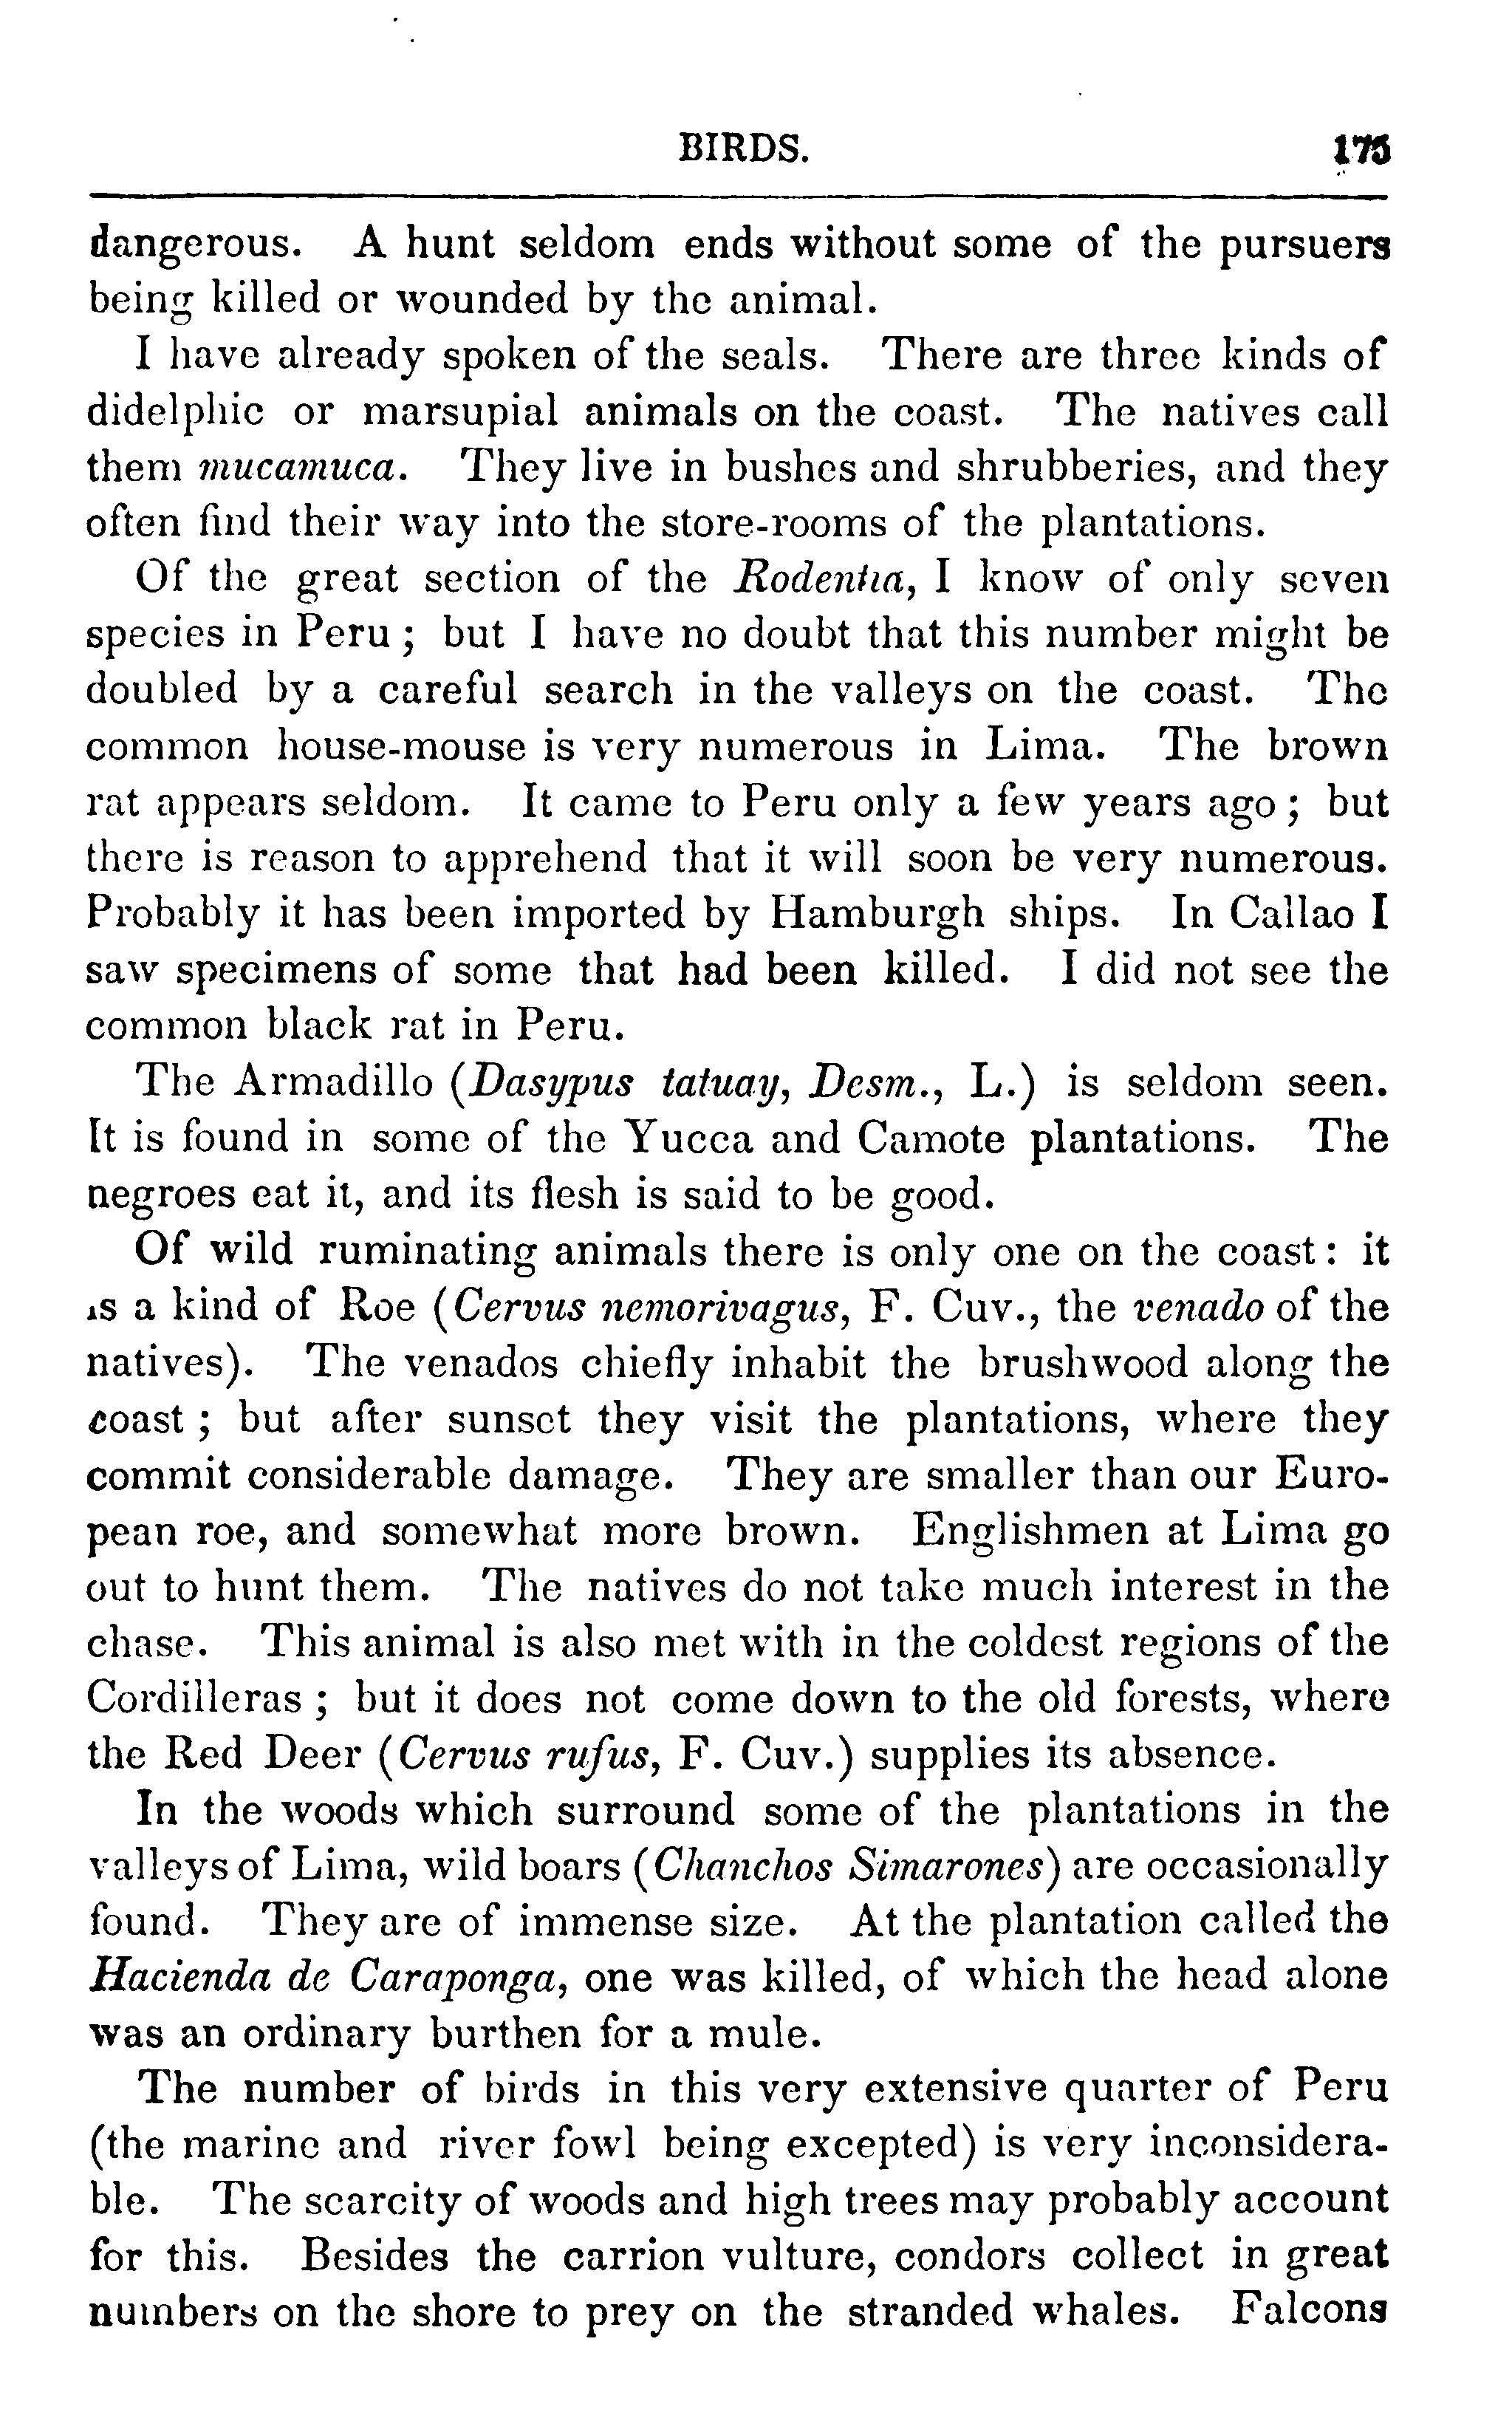 BIRDS. 175
dangerous. A hunt seldom ends without some of the pursuers
being killed or wounded by the animal.
I have already spoken of the seals. There are three kinds of
didelphic or marsupial animals on the coast. The natives call
them mucamuca. They live in bushes and shrubberies, and they
often find their way into the store-rooms of the plantations.
Of the great section of the Rodentia, I know of only seven
species in Peru ; but I have no doubt that this number might be
doubled by a careful search in the valleys on the coast. The
common house-mouse is very numerous in Lima. The brown
rat appears seldom. It came to Peru only a few years ago ; but
there is reason to apprehend that it will soon be very numerous.
Probably it has been imported by Hamburgh ships. In Callao I
saw specimens of some that had been killed. I did not see the
common black rat in Peru.
The Armadillo (Dasypus tatuay, Desm., L.) is seldom seen.
It is found in some of the Yucca and Camote plantations. The
negroes eat it, and its flesh is said to be good.
Of wild ruminating animals there is only one on the coast : it
is a kind of Roe (Cervus nemorivagus, F. Cuv., the venado of the
natives). The venados chiefly inhabit the brushwood along the
coast ; but after sunset they visit the plantations, where they
commit considerable damage. They are smaller than our Euro-
pean roe, and somewhat more brown. Englishmen at Lima go
out to hunt them. The natives do not take much interest in the
chase. This animal is also met with in the coldest regions of the
Cordilleras ; but it does not come down to the old forests, where
the Red Deer (Cervus rufus, F. Cuv.) supplies its absence.
In the woods which surround some of the plantations in the
valleys of Lima, wild boars (Chanchos Simarones) are occasionally
found. They are of immense size. At the plantation called the
Hacienda de Caraponga, one was killed, of which the head alone
was an ordinary burthen for a mule.
The number of birds in this very extensive quarter of Peru
(the marine and river fowl being excepted) is very inconsidera-
ble. The scarcity of woods and high trees may probably account
for this. Besides the carrion vulture, condors collect in great
numbers on the shore to prey on the stranded whales. Falcons